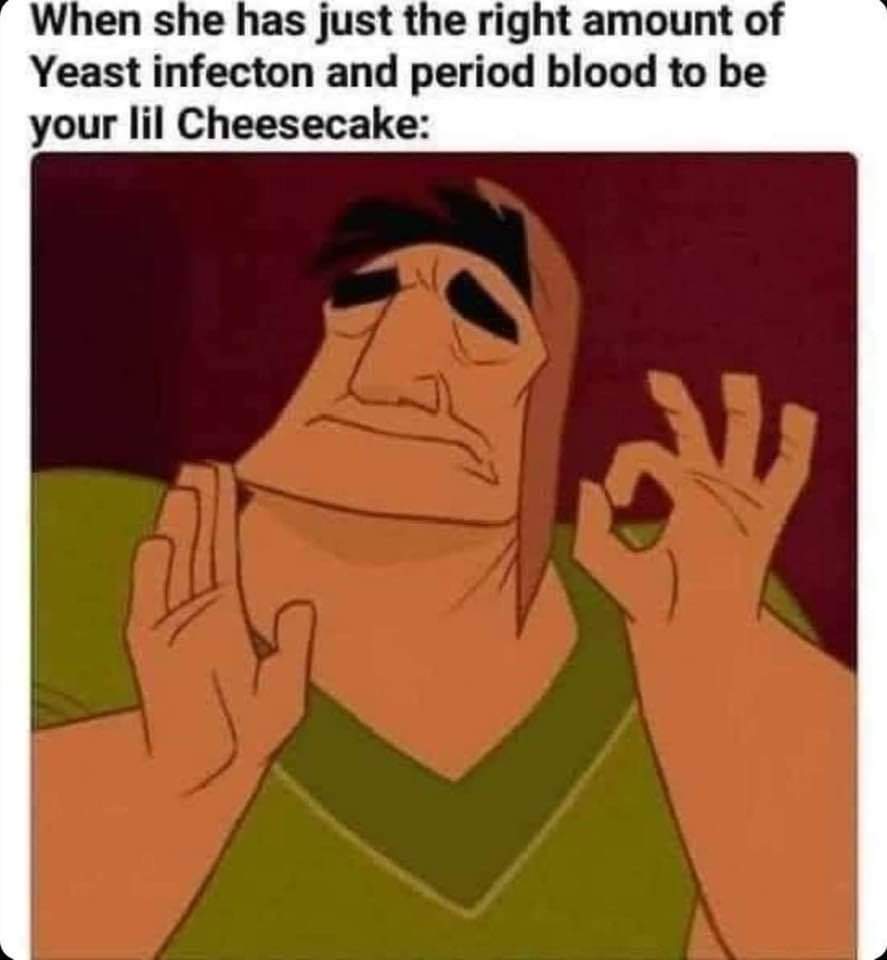 When she has just the right amount of
Yeast infecton and period blood to be
your lil Cheesecake: